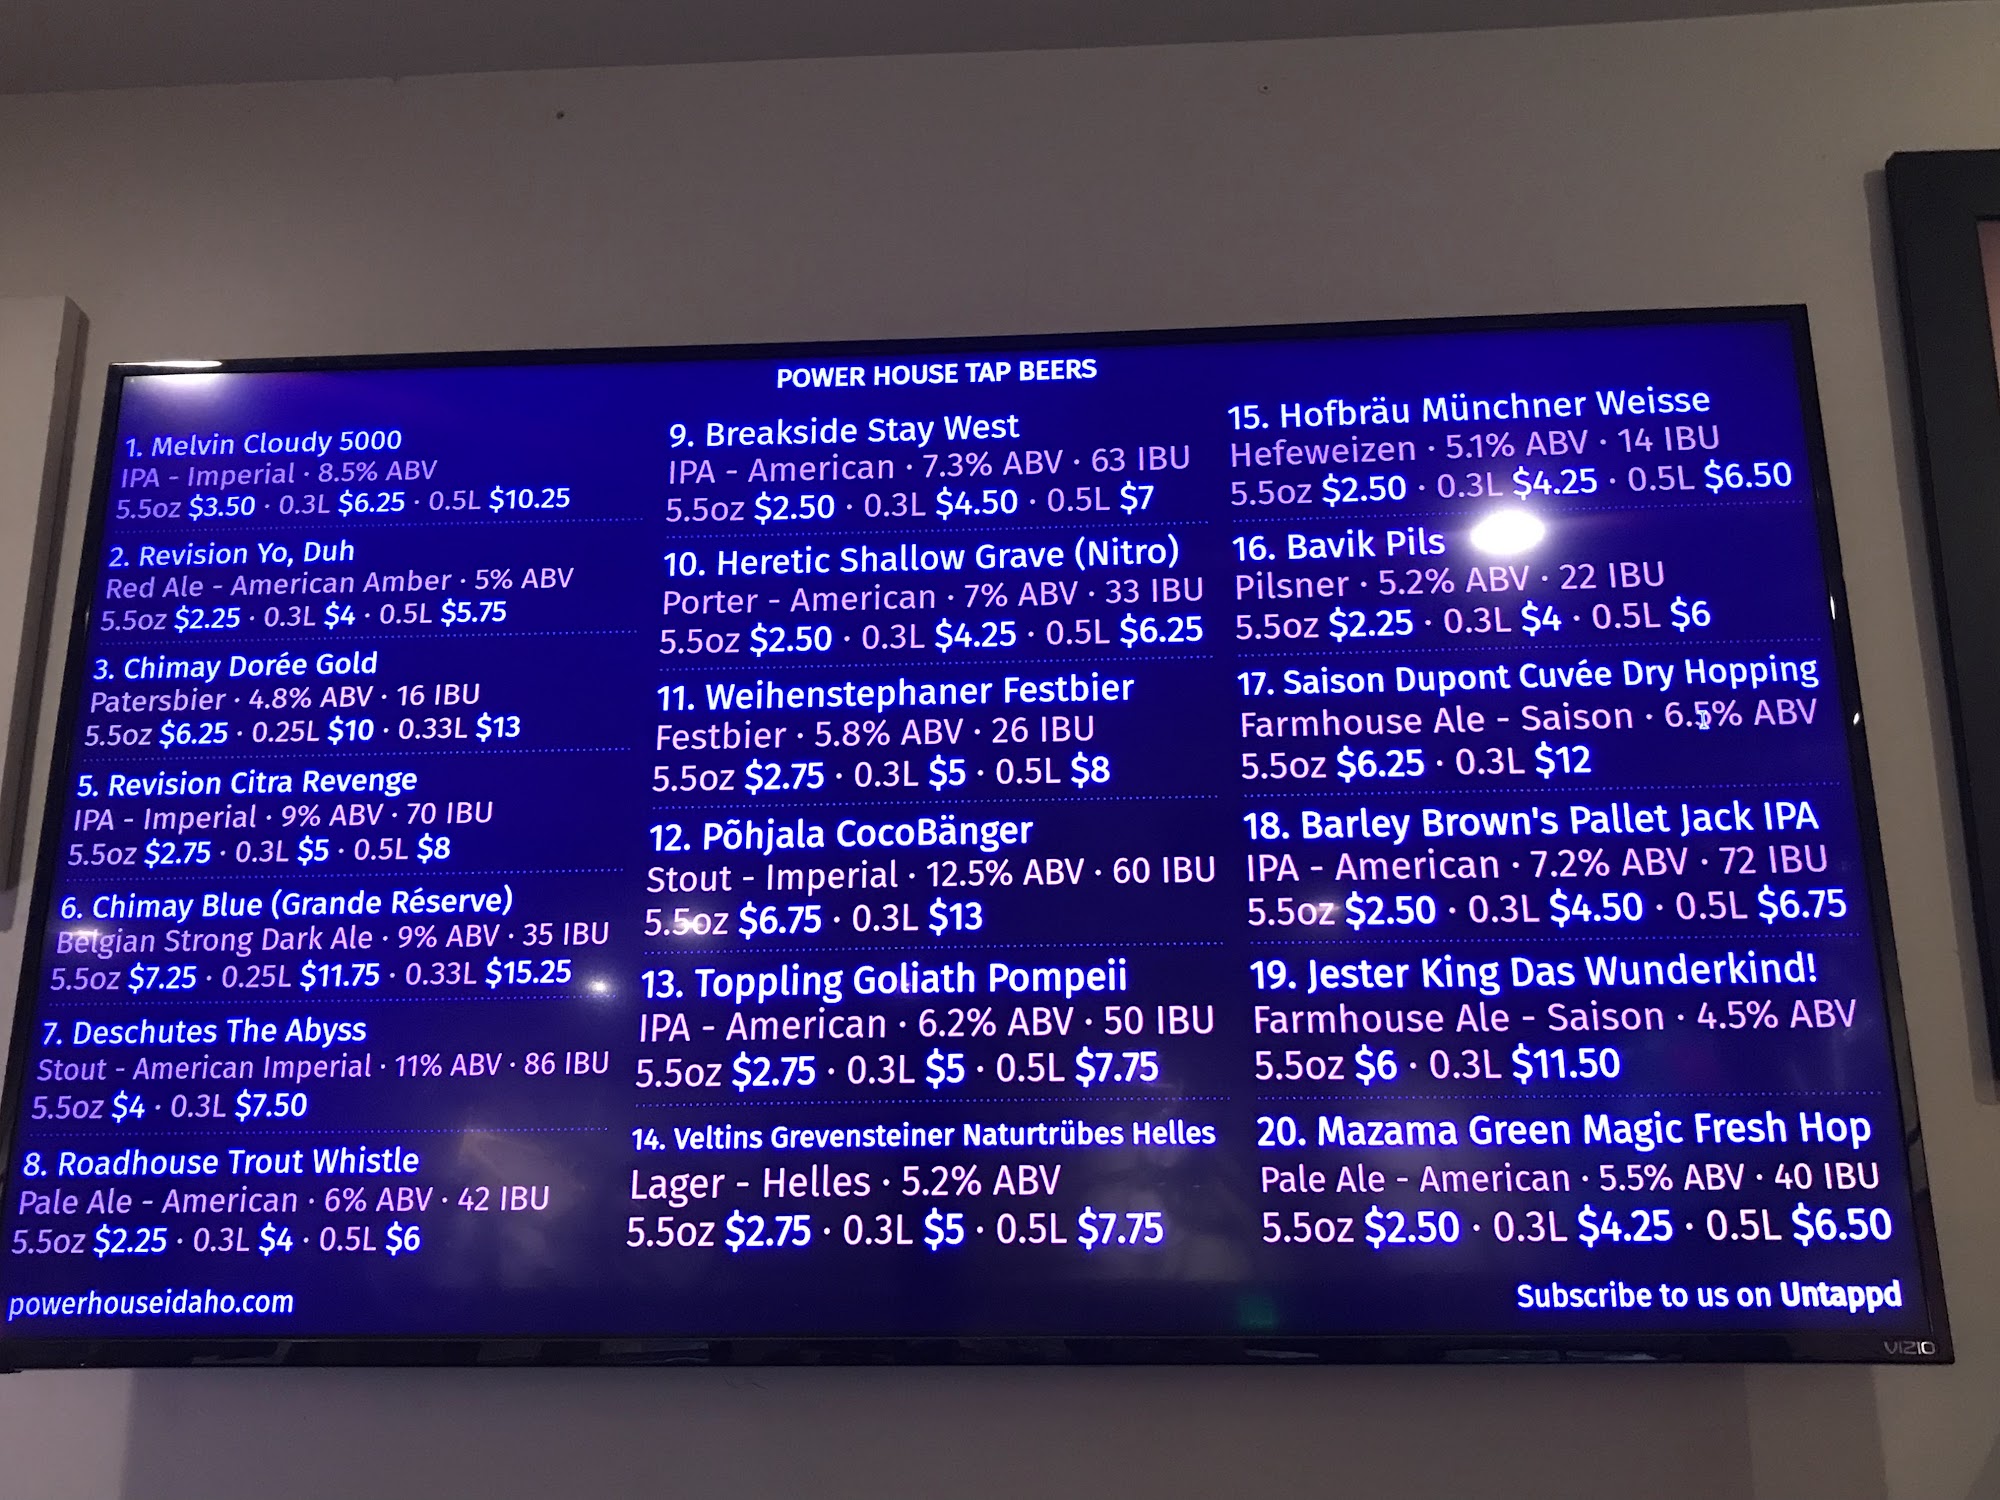 POWER HOUSE TAP BEERS
1. Melvin Cloudy 5000
IPA - Imperial · 8.5% ABV
5.5oz $3.50 · 0.3L $6.25 · 0.5L $10.25
2. Revision Yo, Duh
Red Ale - American Amber · 5% ABV
5.5oz $2.25 · 0.3L $4 · 0.5L $5.75
3. Chimay Dorée Gold
Patersbier · 4.8% ABV · 16 IBU
5.5oz $6.25 · 0.25L $10 · 0.33L $13
5. Revision Citra Revenge
IPA - Imperial · 9% ABV · 70 IBU
5.5oz $2.75 · 0.3L $5 · 0.5L $8
6. Chimay Blue (Grande Réserve)
Belgian Strong Dark Ale · 9% ABV · 35 IBU
5.5oz $7.25 · 0.25L $11.75 · 0.33L $15.25
7. Deschutes The Abyss
Stout - American Imperial · 11% ABV · 86 IBU
5.5oz $4 · 0.3L $7.50
8. Roadhouse Trout Whistle
Pale Ale - American · 6% ABV · 42 IBU
5.5oz $2.25 · 0.3L $4 · 0.5L $6
9. Breakside Stay West
IPA - American · 7.3% ABV · 63 IBU
5.5oz $2.50 · 0.3L $4.50 · 0.5L $7
10. Heretic Shallow Grave (Nitro)
Porter - American · 7% ABV · 33 IBU
5.5oz $2.50 · 0.3L $4.25 · 0.5L $6.25
11. Weihenstephaner Festbier
Festbier · 5.8% ABV · 26 IBU
5.5oz $2.75 · 0.3L $5 · 0.5L $8
12. Põhjala CocoBänger
Stout - Imperial · 12.5% ABV · 60 IBU
5.5oz $6.75 · 0.3L $13
13. Toppling Goliath Pompeii
IPA - American · 6.2% ABV · 50 IBU
5.5oz $2.75 · 0.3L $5 · 0.5L $7.75
14. Veltins Grevensteiner Naturtrübes Helles
Lager - Helles · 5.2% ABV
5.5oz $2.75 · 0.3L $5 · 0.5L $7.75
15. Hofbräu Münchner Weisse
Hefeweizen · 5.1% ABV · 14 IBU
5.5oz $2.50 · 0.3L $4.25 · 0.5L $6.50
16. Bavik Pils
Pilsner · 5.2% ABV · 22 IBU
5.5oz $2.25 · 0.3L $4 · 0.5L $6
17. Saison Dupont Cuvée Dry Hopping
Farmhouse Ale - Saison · 6.5% ABV
5.5oz $6.25 · 0.3L $12
18. Barley Brown's Pallet Jack IPA
IPA - American · 7.2% ABV · 72 IBU
5.5oz $2.50 · 0.3L $4.50 · 0.5L $6.75
19. Jester King Das Wunderkind!
Farmhouse Ale - Saison · 4.5% ABV
5.5oz $6 · 0.3L $11.50
20. Mazama Green Magic Fresh Hop
Pale Ale - American · 5.5% ABV · 40 IBU
5.5oz $2.50 · 0.3L $4.25 · 0.5L $6.50
powerhouseidaho.com
Subscribe to us on Untappd
VIZIO